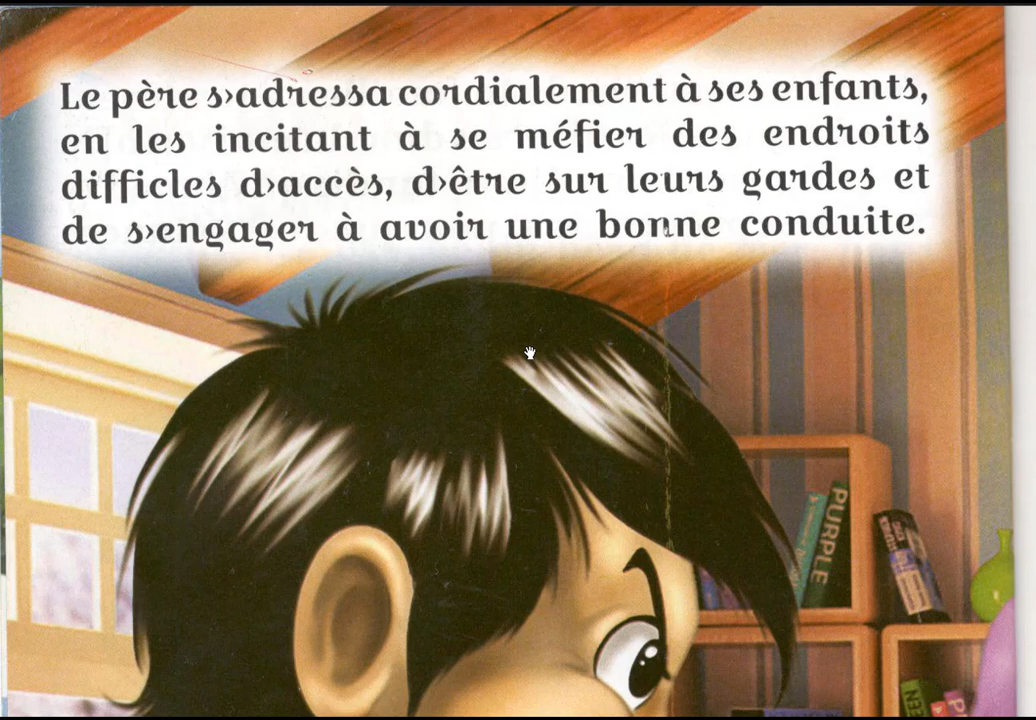 Le père s›adressa cordialement à ses enfants,
en les incitant à se méfier des endroits
difficles d›accès, d›être sur leurs gardes et
de s›engager à avoir une bonne conduite.
PURPLE